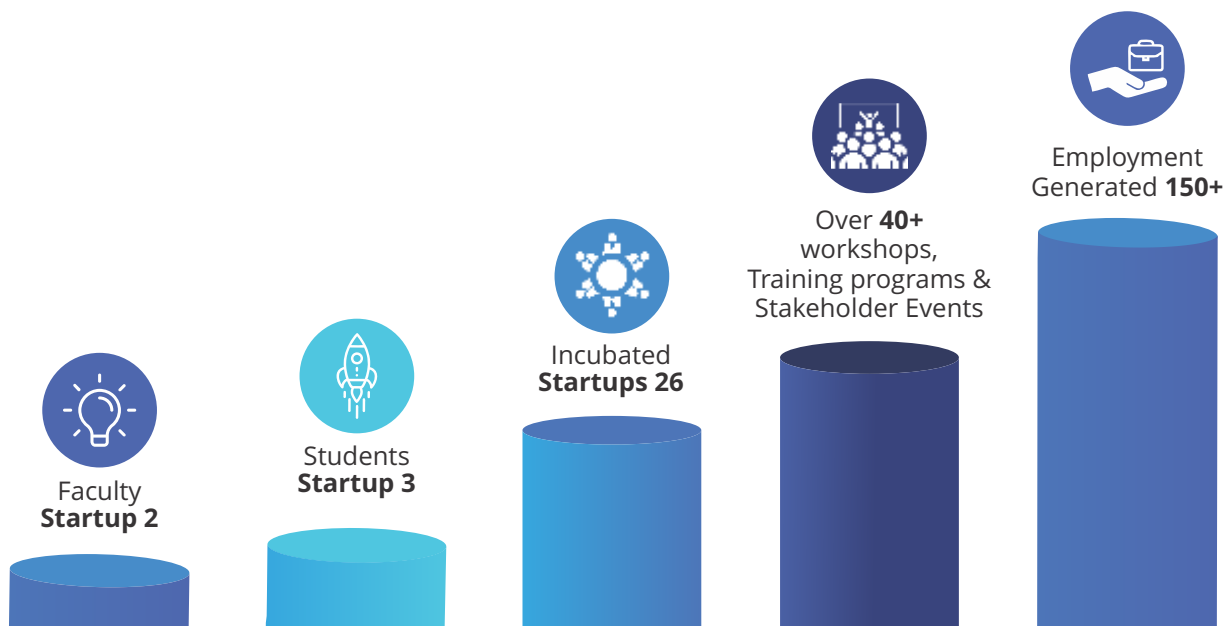 Faculty
Startup 2
Students
Startup 3
Incubated
Startups 26
Over 40+
workshops,
Training programs &
Stakeholder Events
Employment
Generated 150+